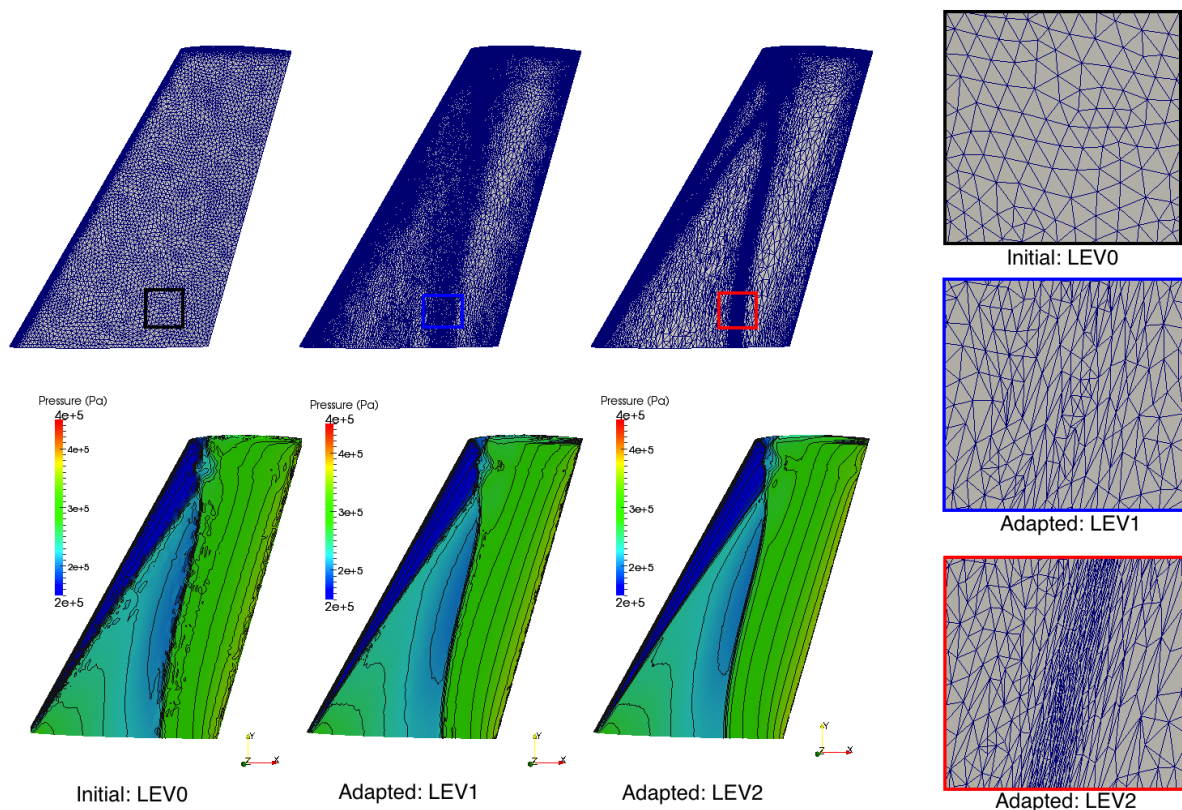 Initial: LEV0
Adapted: LEV1
Adapted: LEV2
Pressure (Pa)
4e+5
4e+5
3e+5
2e+5
2e+5
Pressure (Pa)
4e+5
4e+5
3e+5
2e+5
2e+5
Pressure (Pa)
4e+5
4e+5
3e+5
2e+5
2e+5
Y
Z
X
Y
Z
X
Y
Z
X
Initial: LEV0
Adapted: LEV1
Adapted: LEV2